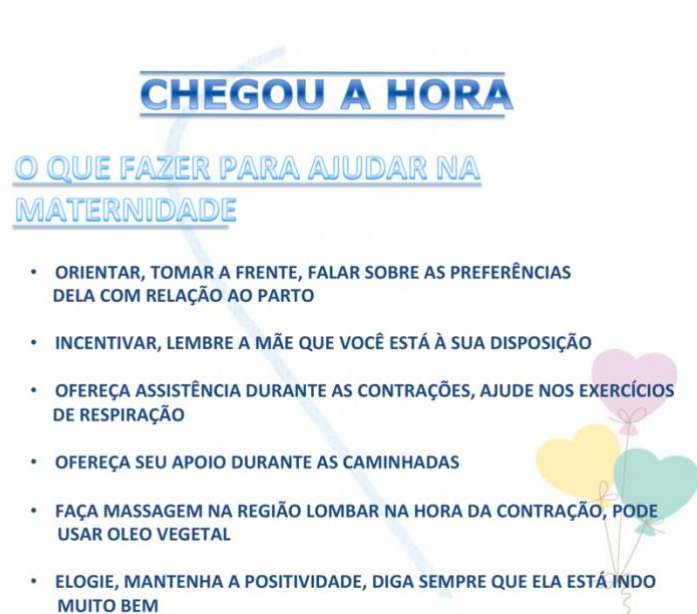 CHEGOU A HORA
O QUE FAZER PARA AJUDAR NA
MATERNIDADE
• ORIENTAR, TOMAR A FRENTE, FALAR SOBRE AS PREFERÊNCIAS
DELA COM RELAÇÃO AO PARTO
• INCENTIVAR, LEMBRE A MÃE QUE VOCÊ ESTÁ À SUA DISPOSIÇÃO
• OFEREÇA ASSISTÊNCIA DURANTE AS CONTRAÇÕES, AJUDE NOS EXERCÍCIOS
DE RESPIRAÇÃO
• OFEREÇA SEU APOIO DURANTE AS CAMINHADAS
• FAÇA MASSAGEM NA REGIÃO LOMBAR NA HORA DA CONTRAÇÃO, PODE
USAR OLEO VEGETAL
• ELOGIE, MANTENHA A POSITIVIDADE, DIGA SEMPRE QUE ELA ESTÁ INDO
MUITO BEM